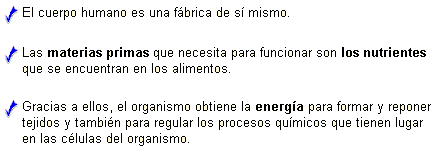 El cuerpo humano es una fábrica de sí mismo.
Las materias primas que necesita para funcionar son los nutrientes
que se encuentran en los alimentos.
Gracias a ellos, el organismo obtiene la energía para formar y reponer
tejidos y también para regular los procesos químicos que tienen lugar
en las células del organismo.